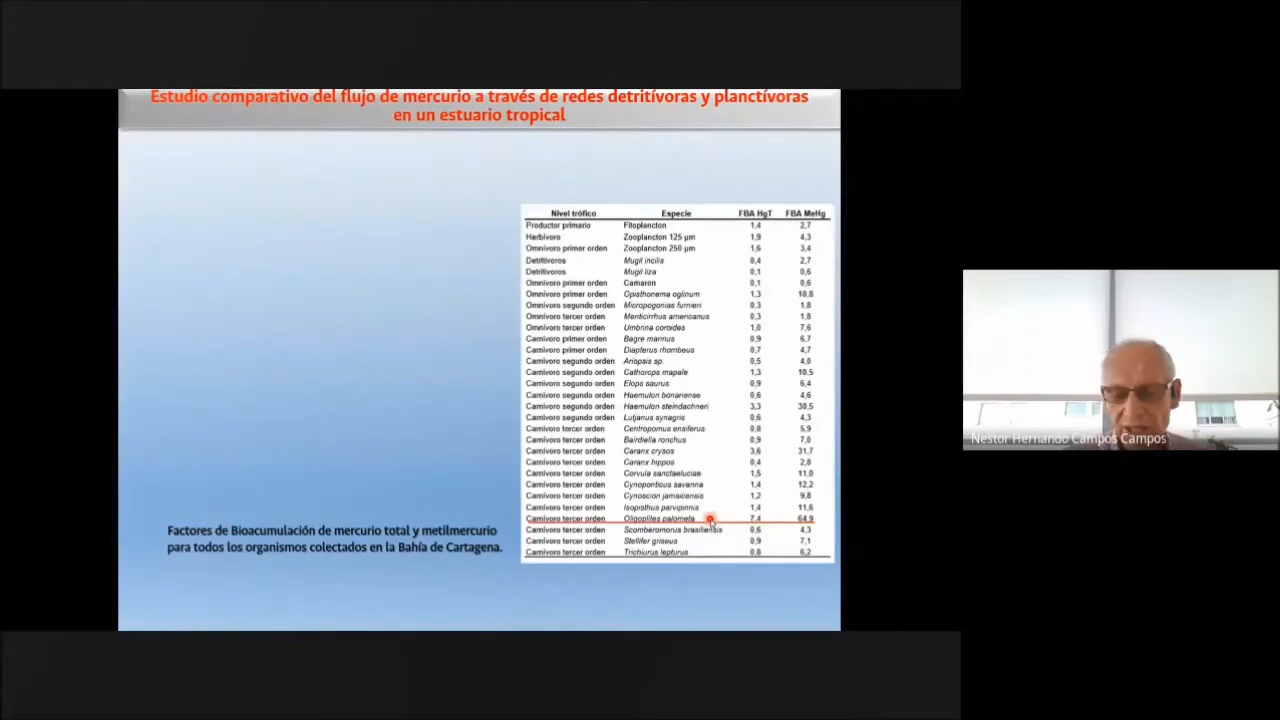 Estudio comparativo del flujo de mercurio a través de redes detritívoras y planctívoras
en un estuario tropical
Nivel trófico Especie FBA HgT FBA MeHg
Productor primario Fitoplancton 1,4 2,7
Herbívoro Zooplancton 125 µm 1,9 4,3
Omnívoro primer orden Zooplancton 250 µm 1,6 3,4
Detritívoros Mugil incilis 0,4 2,7
Detritívoros Mugil liza 0,1 0,6
Omnívoro primer orden Camaron 0,1 0,6
Omnívoro primer orden Opisthonema oglinum 1,3 10,8
Omnívoro segundo orden Micropogonias furnieri 0,3 1,8
Omnívoro tercer orden Menticirrhus americanus 0,3 1,8
Omnívoro tercer orden Umbrina coroides 1,0 7,6
Carnívoro primer orden Bagre marinus 0,9 6,7
Carnívoro primer orden Diapterus rhombeus 0,7 4,7
Carnívoro segundo orden Ariopsis sp. 0,5 4,0
Carnívoro segundo orden Cathorops mapale 1,3 10,5
Carnívoro segundo orden Elops saurus 0,9 6,4
Carnívoro segundo orden Haemulon bonariense 0,6 4,6
Carnívoro segundo orden Haemulon steindachneri 3,3 30,5
Carnívoro segundo orden Lutjanus synagris 0,6 4,3
Carnívoro tercer orden Centropomus ensiferus 0,8 5,9
Carnívoro tercer orden Bairdiella ronchus 0,9 7,0
Carnívoro tercer orden Caranx crysos 3,6 31,7
Carnívoro tercer orden Caranx hippos 0,4 2,8
Carnívoro tercer orden Corvula sanctaeluciae 1,5 11,0
Carnívoro tercer orden Cynoponticus savanna 1,4 12,2
Carnívoro tercer orden Cynoscion jamaicensis 1,2 9,8
Carnívoro tercer orden Isopisthus parvipinnis 1,4 11,6
Carnívoro tercer orden Oligoplites palometa 7,4 64,9
Carnívoro tercer orden Scomberomorus brasiliensis 0,6 4,3
Carnívoro tercer orden Stellifer griseus 0,9 7,1
Carnívoro tercer orden Trichiurus lepturus 0,8 6,2
Factores de Bioacumulación de mercurio total y metilmercurio
para todos los organismos colectados en la Bahía de Cartagena.
Nestor Hernando Campos Campos